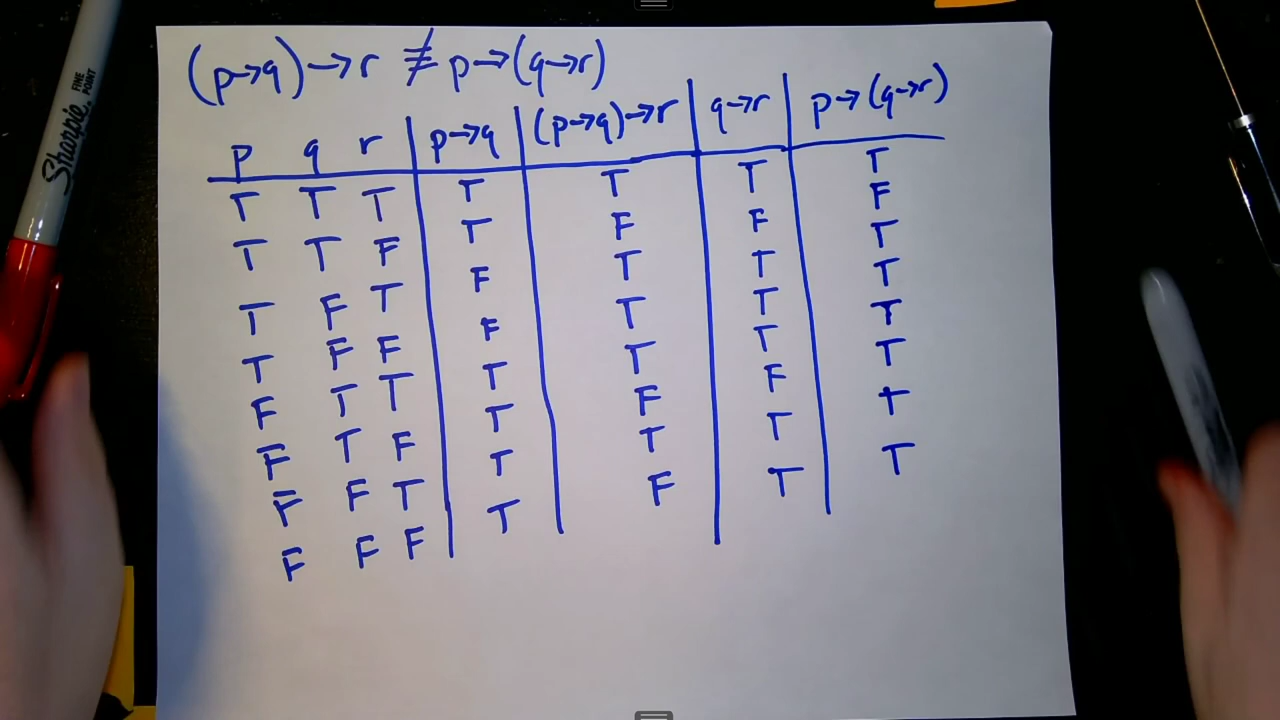 (p→q)→r ≢ p→(q→r)
p q r p→q (p→q)→r q→r p→(q→r)
T T T T T T T
T T F T F F F
T F T F T T T
T F F F T T T
F T T T T T T
F T F T F F T
F F T T T T T
F F F T F T T
Sharpie. FINE POINT